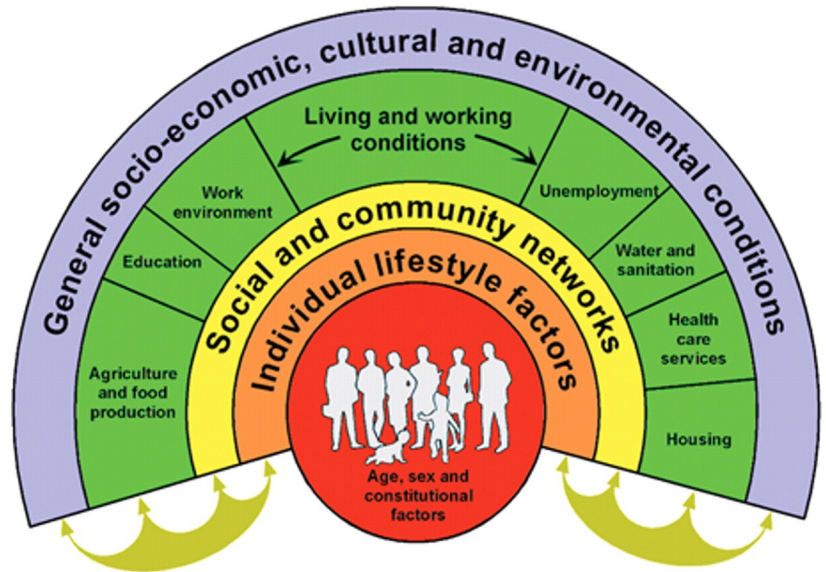 General socio-economic, cultural and environmental conditions
Living and working
conditions
Work
environment
Education
Agriculture
and food
production
Unemployment
Water and
sanitation
Health
care
services
Housing
Social and community networks
Individual lifestyle factors
Age, sex and
constitutional
factors